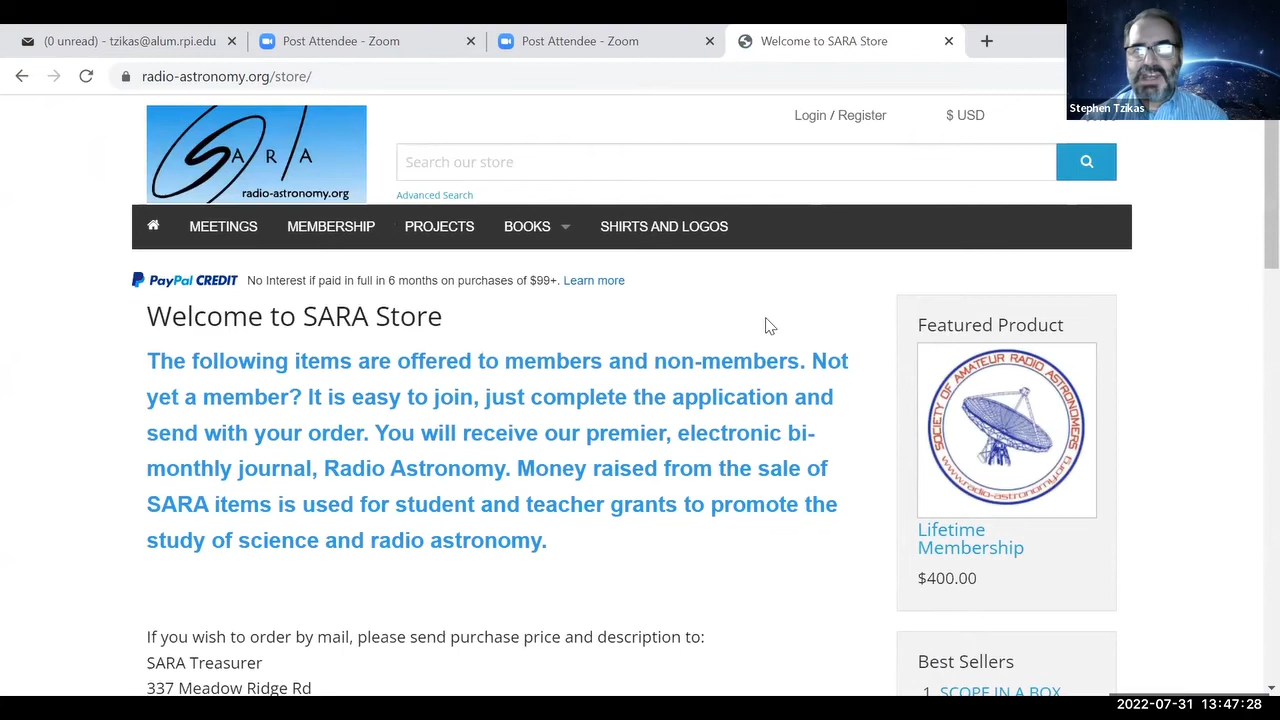 (0 unread) - tzikas@alum.rpi.edu
Post Attendee - Zoom
Post Attendee - Zoom
Welcome to SARA Store
radio-astronomy.org/store/
Stephen Tzikas
SARA
radio-astronomy.org
Login / Register
$ USD
Search our store
Advanced Search
MEETINGS
MEMBERSHIP
PROJECTS
BOOKS
SHIRTS AND LOGOS
PayPal CREDIT
No Interest if paid in full in 6 months on purchases of $99+. Learn more
Welcome to SARA Store
The following items are offered to members and non-members. Not
yet a member? It is easy to join, just complete the application and
send with your order. You will receive our premier, electronic bi-
monthly journal, Radio Astronomy. Money raised from the sale of
SARA items is used for student and teacher grants to promote the
study of science and radio astronomy.
If you wish to order by mail, please send purchase price and description to:
SARA Treasurer
337 Meadow Ridge Rd
Featured Product
SOCIETY OF AMATEUR RADIO ASTRONOMERS
www.radio-astronomy.org
Lifetime
Membership
$400.00
Best Sellers
1. SCOPE IN A BOX
2022-07-31 13:47:28